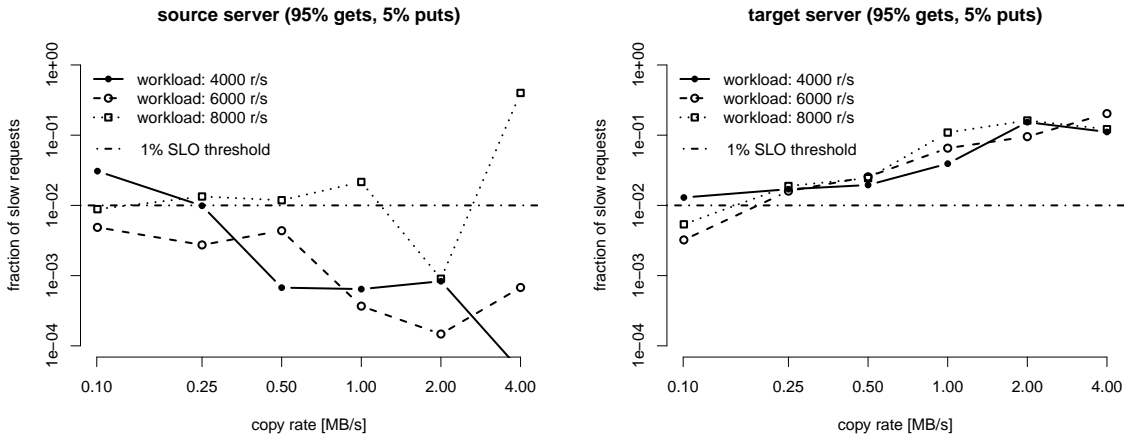 source server (95% gets, 5% puts)
1e+00
1e−01
1e−02
1e−03
1e−04
fraction of slow requests
workload: 4000 r/s
workload: 6000 r/s
workload: 8000 r/s
1% SLO threshold
0.10 0.25 0.50 1.00 2.00 4.00
copy rate [MB/s]
target server (95% gets, 5% puts)
1e+00
1e−01
1e−02
1e−03
1e−04
fraction of slow requests
workload: 4000 r/s
workload: 6000 r/s
workload: 8000 r/s
1% SLO threshold
0.10 0.25 0.50 1.00 2.00 4.00
copy rate [MB/s]